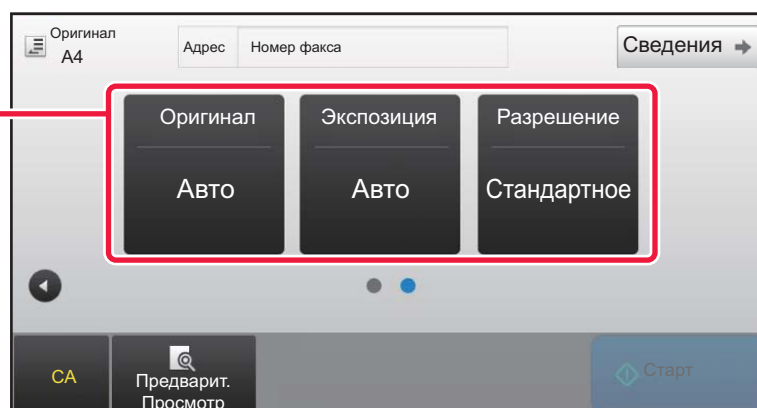 Оригинал
A4
Адрес
Номер факса
Сведения
Оригинал
Экспозиция
Разрешение
Авто
Авто
Стандартное
CA
Предварит.
Просмотр
Старт